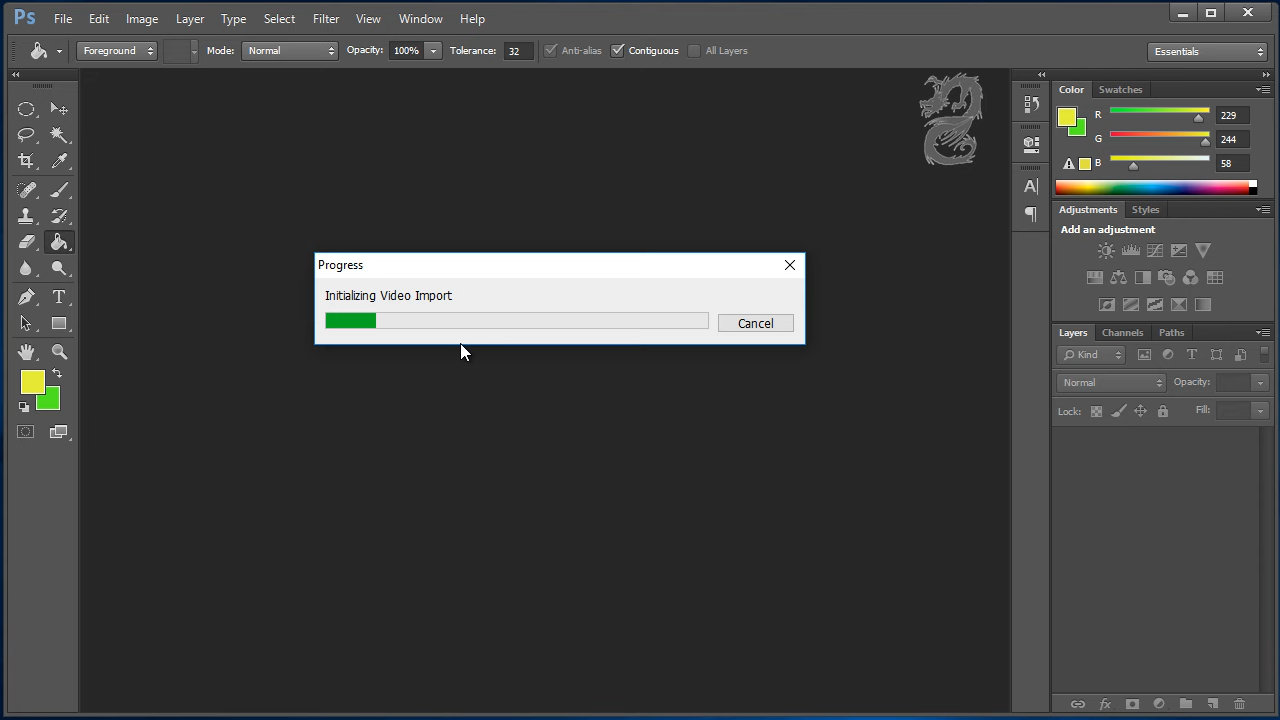 Ps File Edit Image Layer Type Select Filter View Window Help
Foreground Mode: Normal Opacity: 100% Tolerance: 32 Anti-alias Contiguous All Layers Essentials
Color Swatches
R 229
G 244
B 58
Adjustments Styles
Add an adjustment
Progress
Initializing Video Import
Cancel
Layers Channels Paths
Kind
Normal Opacity:
Lock: Fill:
fx